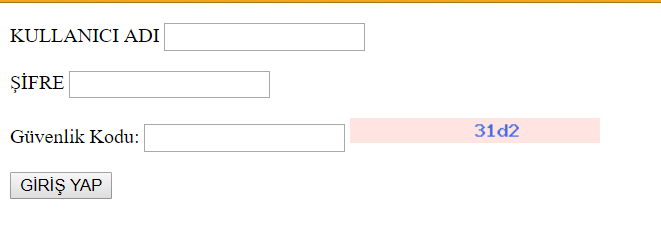 KULLANICI ADI
ŞİFRE
Güvenlik Kodu: 31d2
GİRİŞ YAP